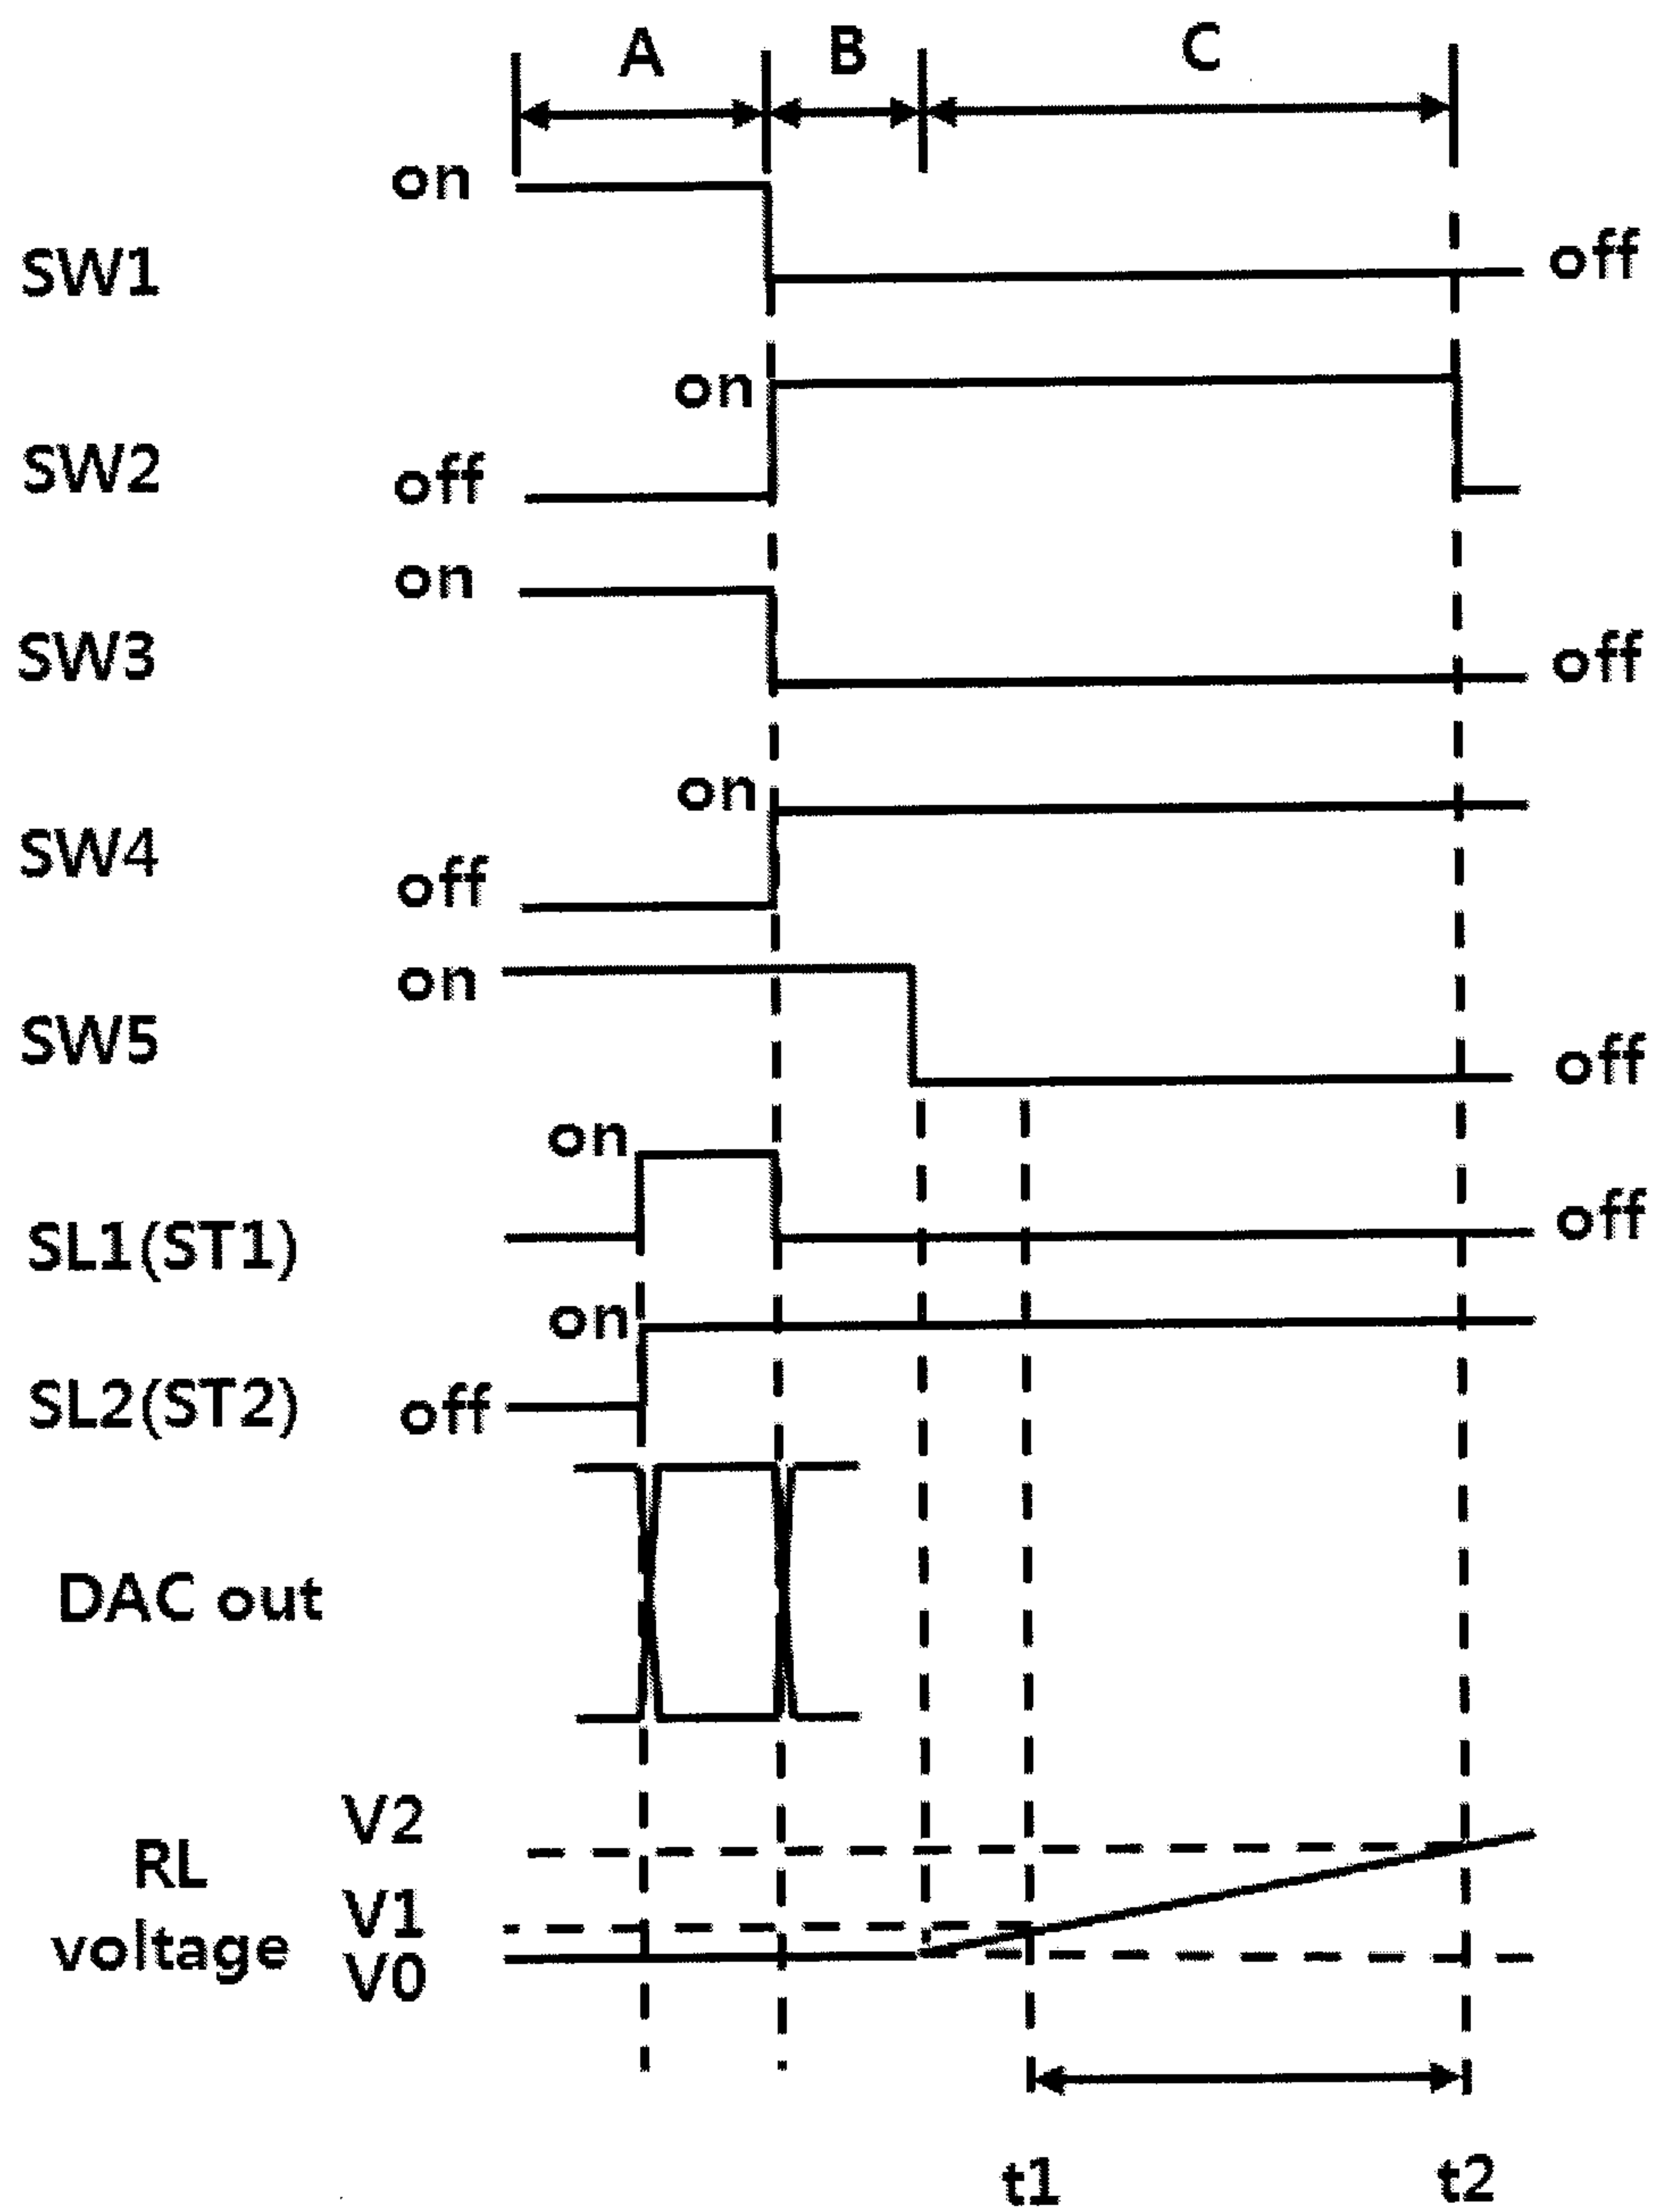 A B C
on
SW1 off
on
SW2 off
on
SW3 off
on
SW4 off
on
SW5 off
on
SL1(ST1) off
on
SL2(ST2) off
DAC out
V2
RL
V1
voltage
V0
t1 t2